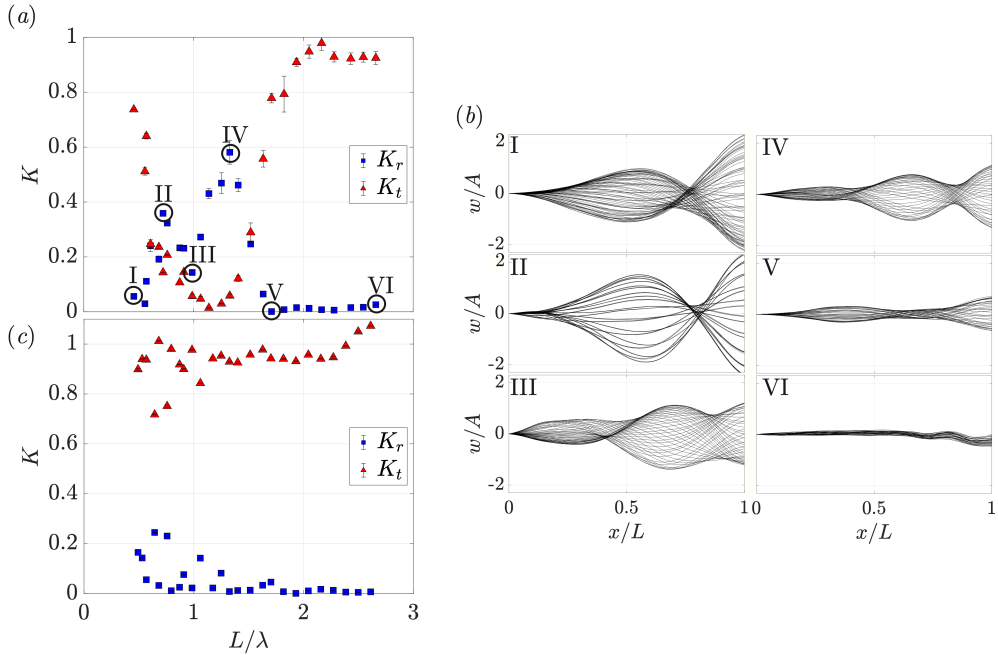 (a)
1
0.8
0.6
0.4
0.2
0
K
I
II
III
IV
V
VI
K_r
K_t
(c)
1
0.8
0.6
0.4
0.2
0
K
K_r
K_t
0 1 2 3
L/λ
(b)
I
2
0
-2
w/A
IV
II
2
0
-2
w/A
V
III
2
0
-2
w/A
VI
0 0.5 1
x/L
0 0.5 1
x/L